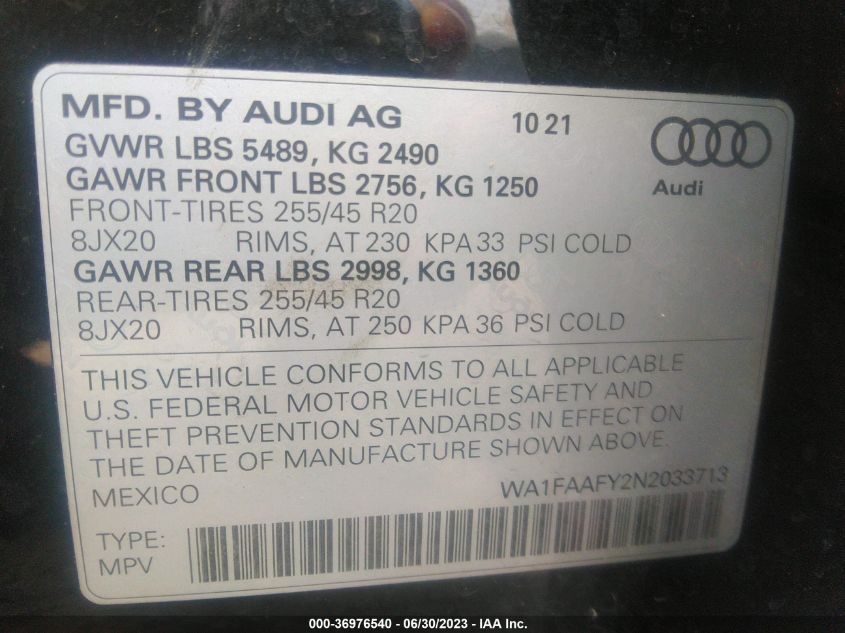 MFD. BY AUDI AG 10 21
GVWR LBS 5489, KG 2490
GAWR FRONT LBS 2756, KG 1250
Audi
FRONT-TIRES 255/45 R20
8JX20 RIMS, AT 230 KPA 33 PSI COLD
GAWR REAR LBS 2998, KG 1360
REAR-TIRES 255/45 R20
8JX20 RIMS, AT 250 KPA 36 PSI COLD
THIS VEHICLE CONFORMS TO ALL APPLICABLE
U.S. FEDERAL MOTOR VEHICLE SAFETY AND
THEFT PREVENTION STANDARDS IN EFFECT ON
THE DATE OF MANUFACTURE SHOWN ABOVE.
MEXICO WA1FAAFY2N2033713
TYPE:
MPV
000-36976540 - 06/30/2023 - IAA Inc.